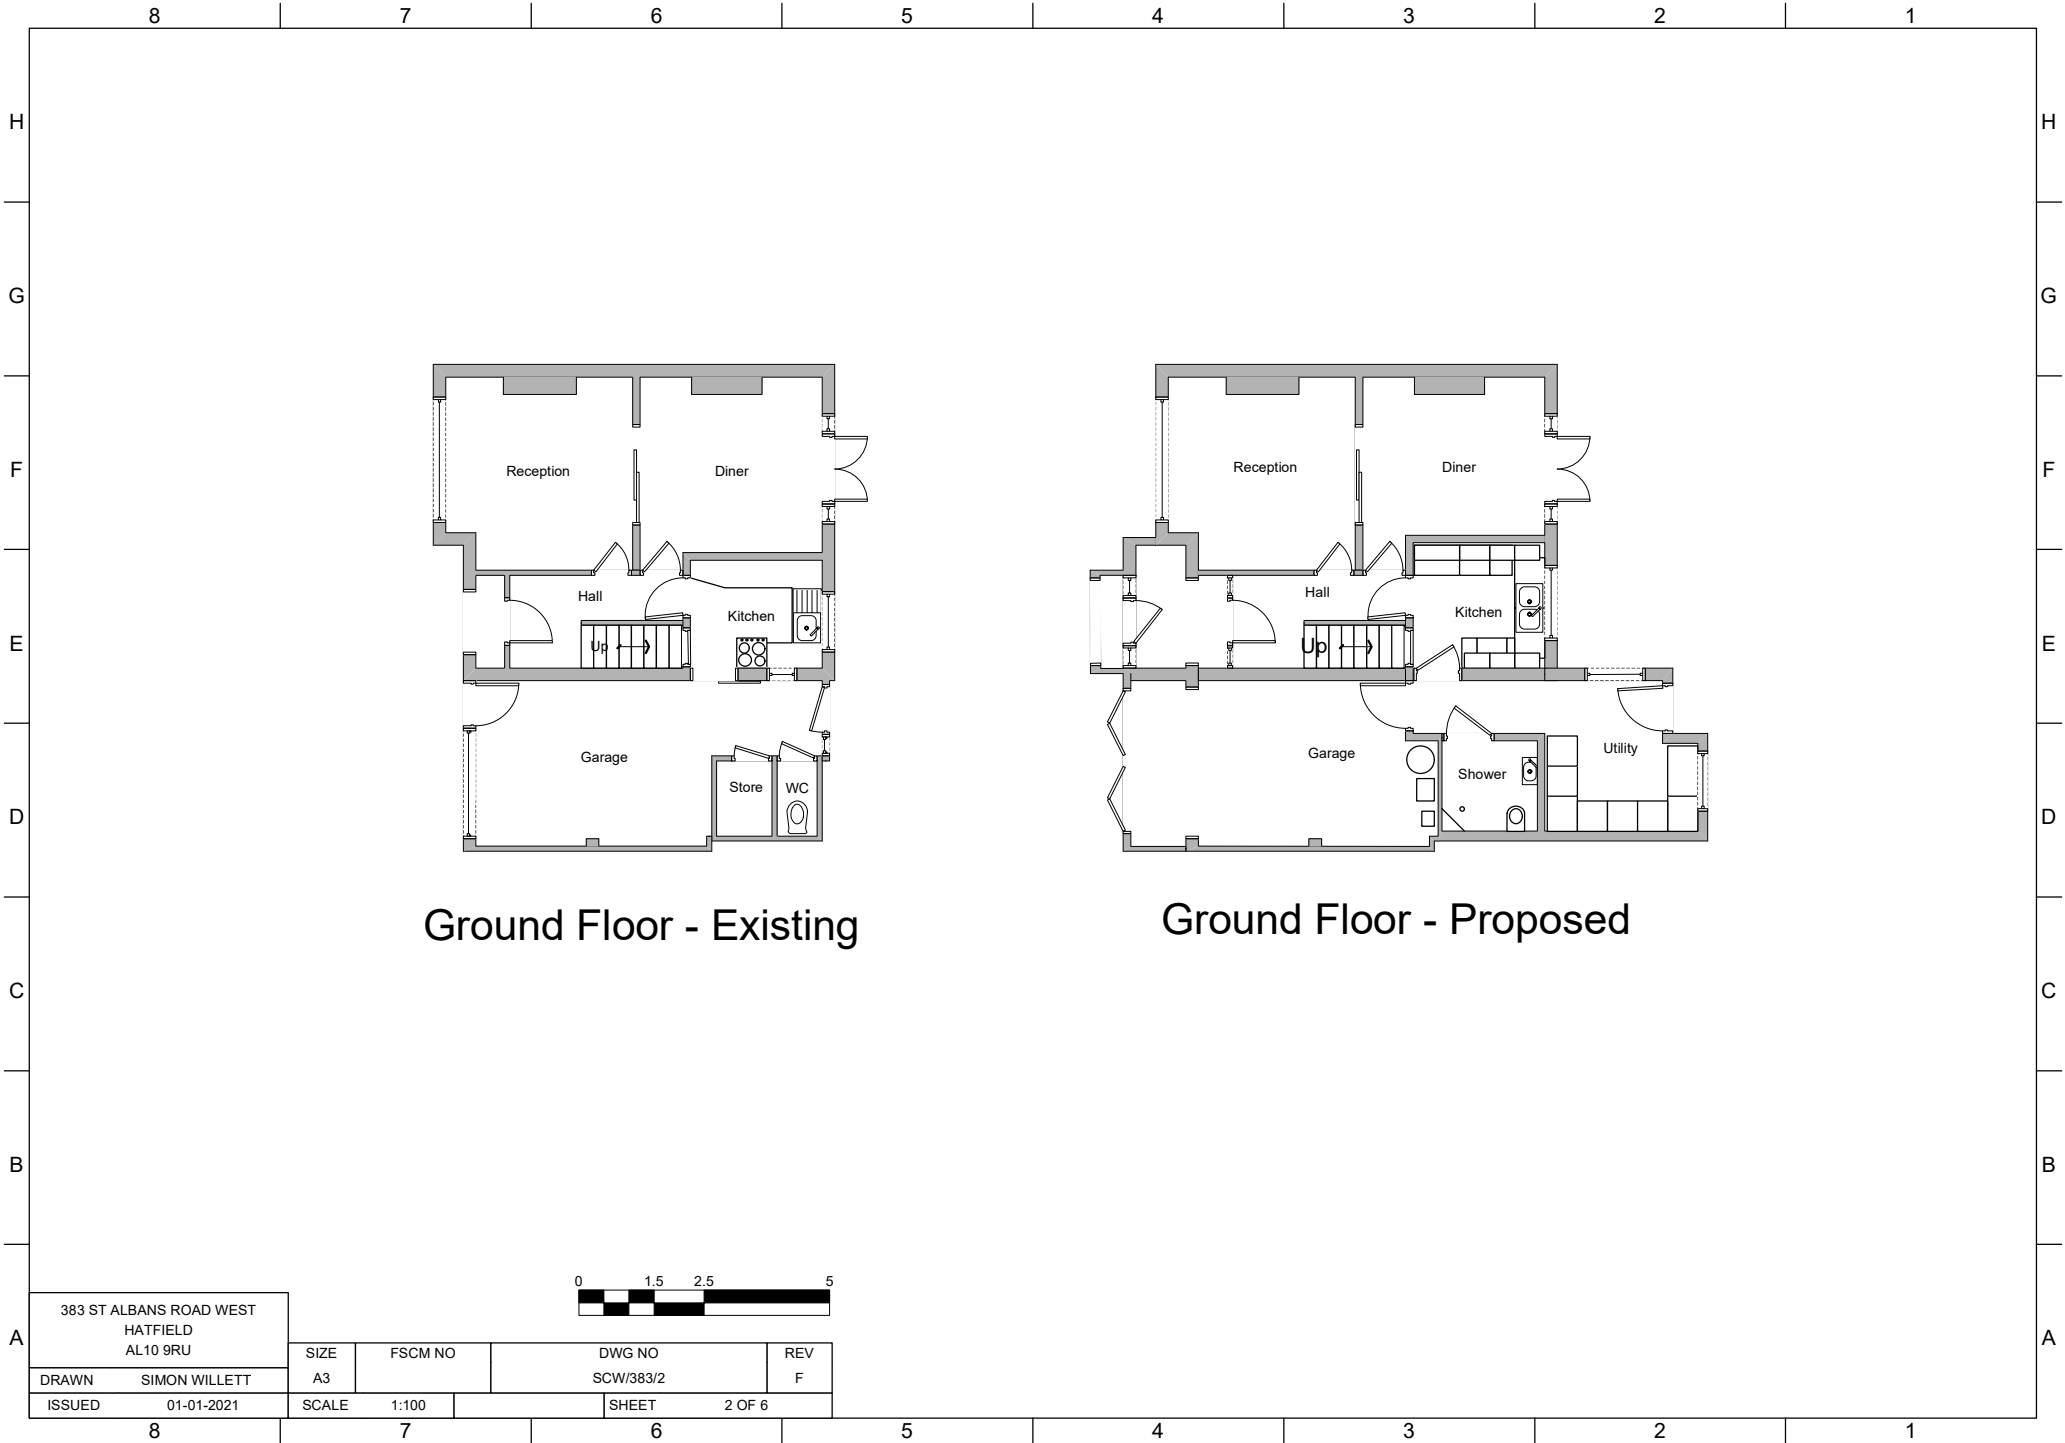 8 7 6 5 4 3 2 1
H H
G G
F F
E E
D D
C C
B B
A A
Reception
Diner
Hall
Kitchen
Up
Garage
Store
WC
Ground Floor - Existing
Reception
Diner
Hall
Kitchen
Up
Garage
Shower
Utility
Ground Floor - Proposed
0 1.5 2.5 5
383 ST ALBANS ROAD WEST
HATFIELD
AL10 9RU
DRAWN SIMON WILLETT
ISSUED 01-01-2021
SIZE FSCM NO DWG NO REV
A3 SCW/383/2 F
SCALE 1:100 SHEET 2 OF 6
8 7 6 5 4 3 2 1